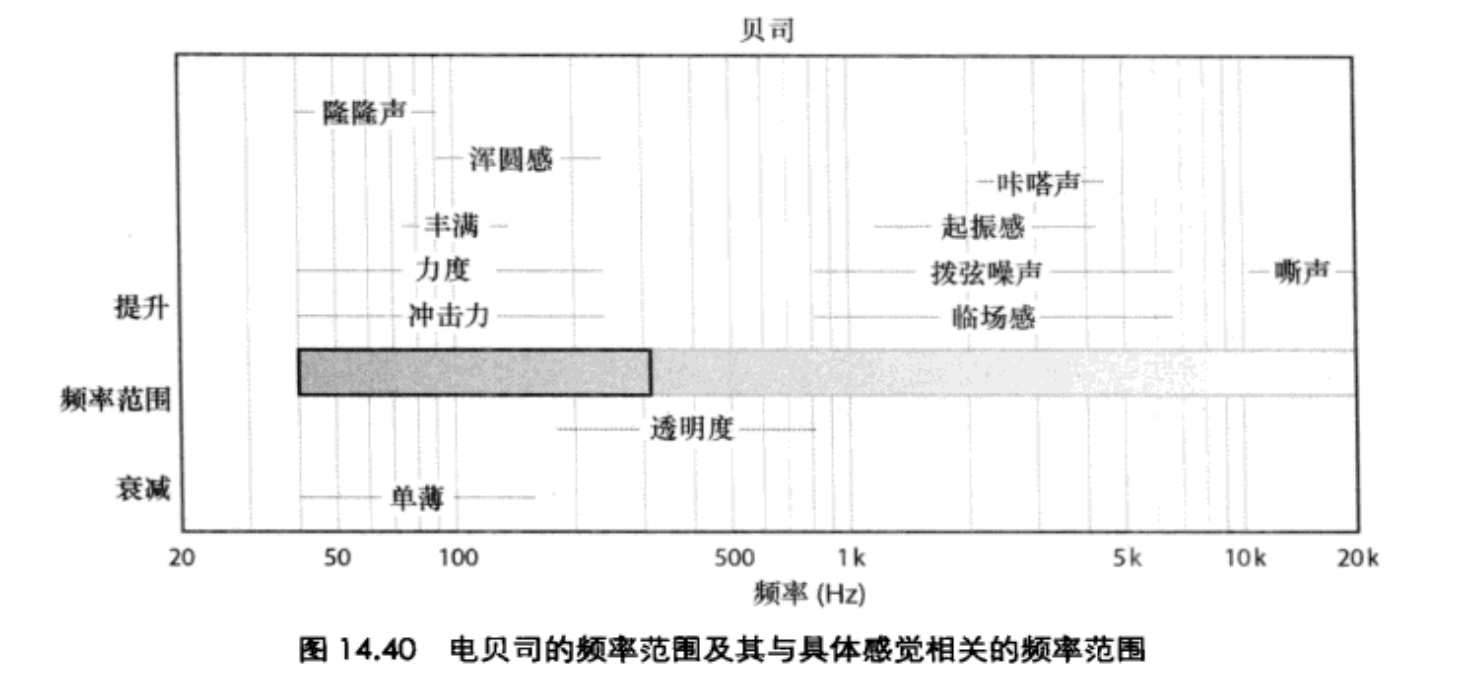 贝司
隆隆声
浑圆感
咔嗒声
丰满
起振感
力度
拨弦噪声
嘶声
提升
冲击力
临场感
频率范围
透明度
衰减
单薄
20 50 100 500 1k 5k 10k 20k
频率 (Hz)
图 14.40 电贝司的频率范围及其与具体感觉相关的频率范围